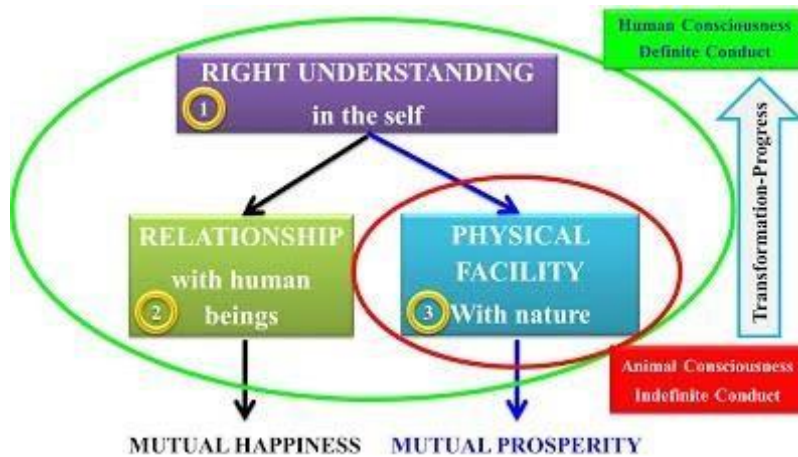 Human Consciousness
Definite Conduct
RIGHT UNDERSTANDING
1
in the self
Transformation-Progress
RELATIONSHIP
with human
beings
2
PHYSICAL
FACILITY
With nature
3
Animal Consciousness
Indefinite Conduct
MUTUAL HAPPINESS
MUTUAL PROSPERITY